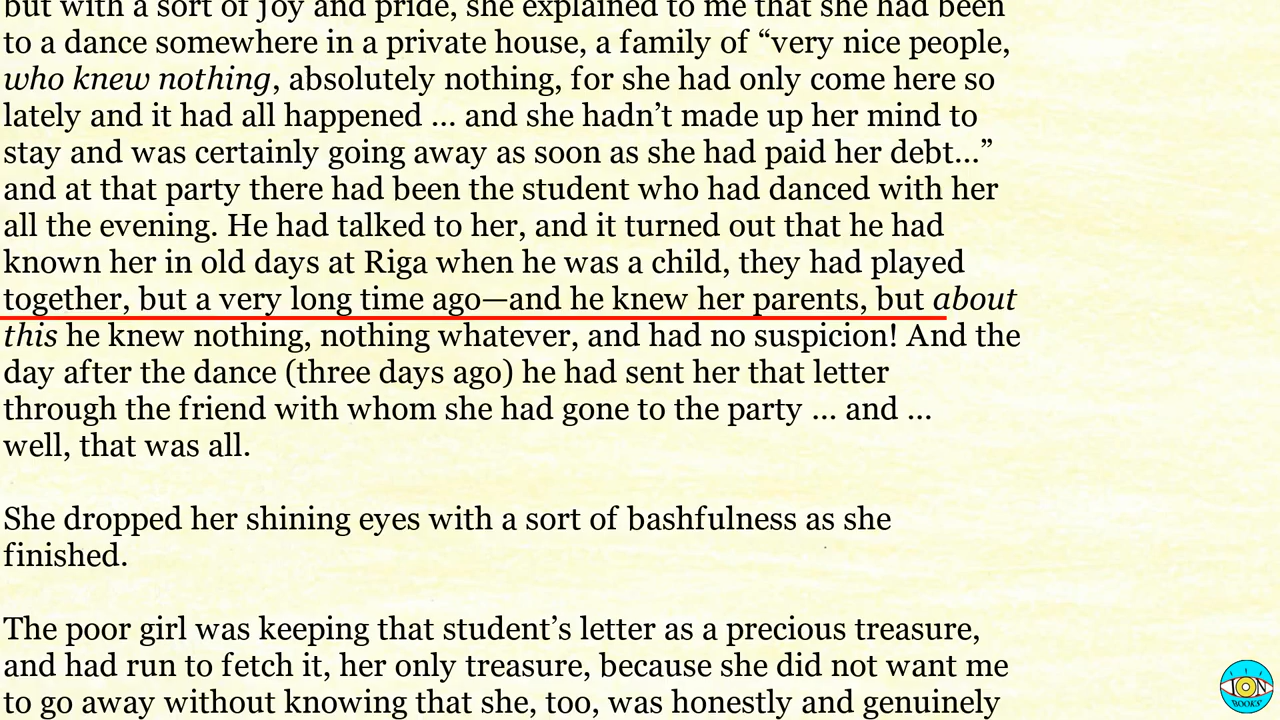 but with a sort of joy and pride, she explained to me that she had been
to a dance somewhere in a private house, a family of “very nice people,
who knew nothing, absolutely nothing, for she had only come here so
lately and it had all happened ... and she hadn’t made up her mind to
stay and was certainly going away as soon as she had paid her debt...”
and at that party there had been the student who had danced with her
all the evening. He had talked to her, and it turned out that he had
known her in old days at Riga when he was a child, they had played
together, but a very long time ago—and he knew her parents, but about
this he knew nothing, nothing whatever, and had no suspicion! And the
day after the dance (three days ago) he had sent her that letter
through the friend with whom she had gone to the party ... and ...
well, that was all.
She dropped her shining eyes with a sort of bashfulness as she
finished.
The poor girl was keeping that student’s letter as a precious treasure,
and had run to fetch it, her only treasure, because she did not want me
to go away without knowing that she, too, was honestly and genuinely
ION
BOOKS